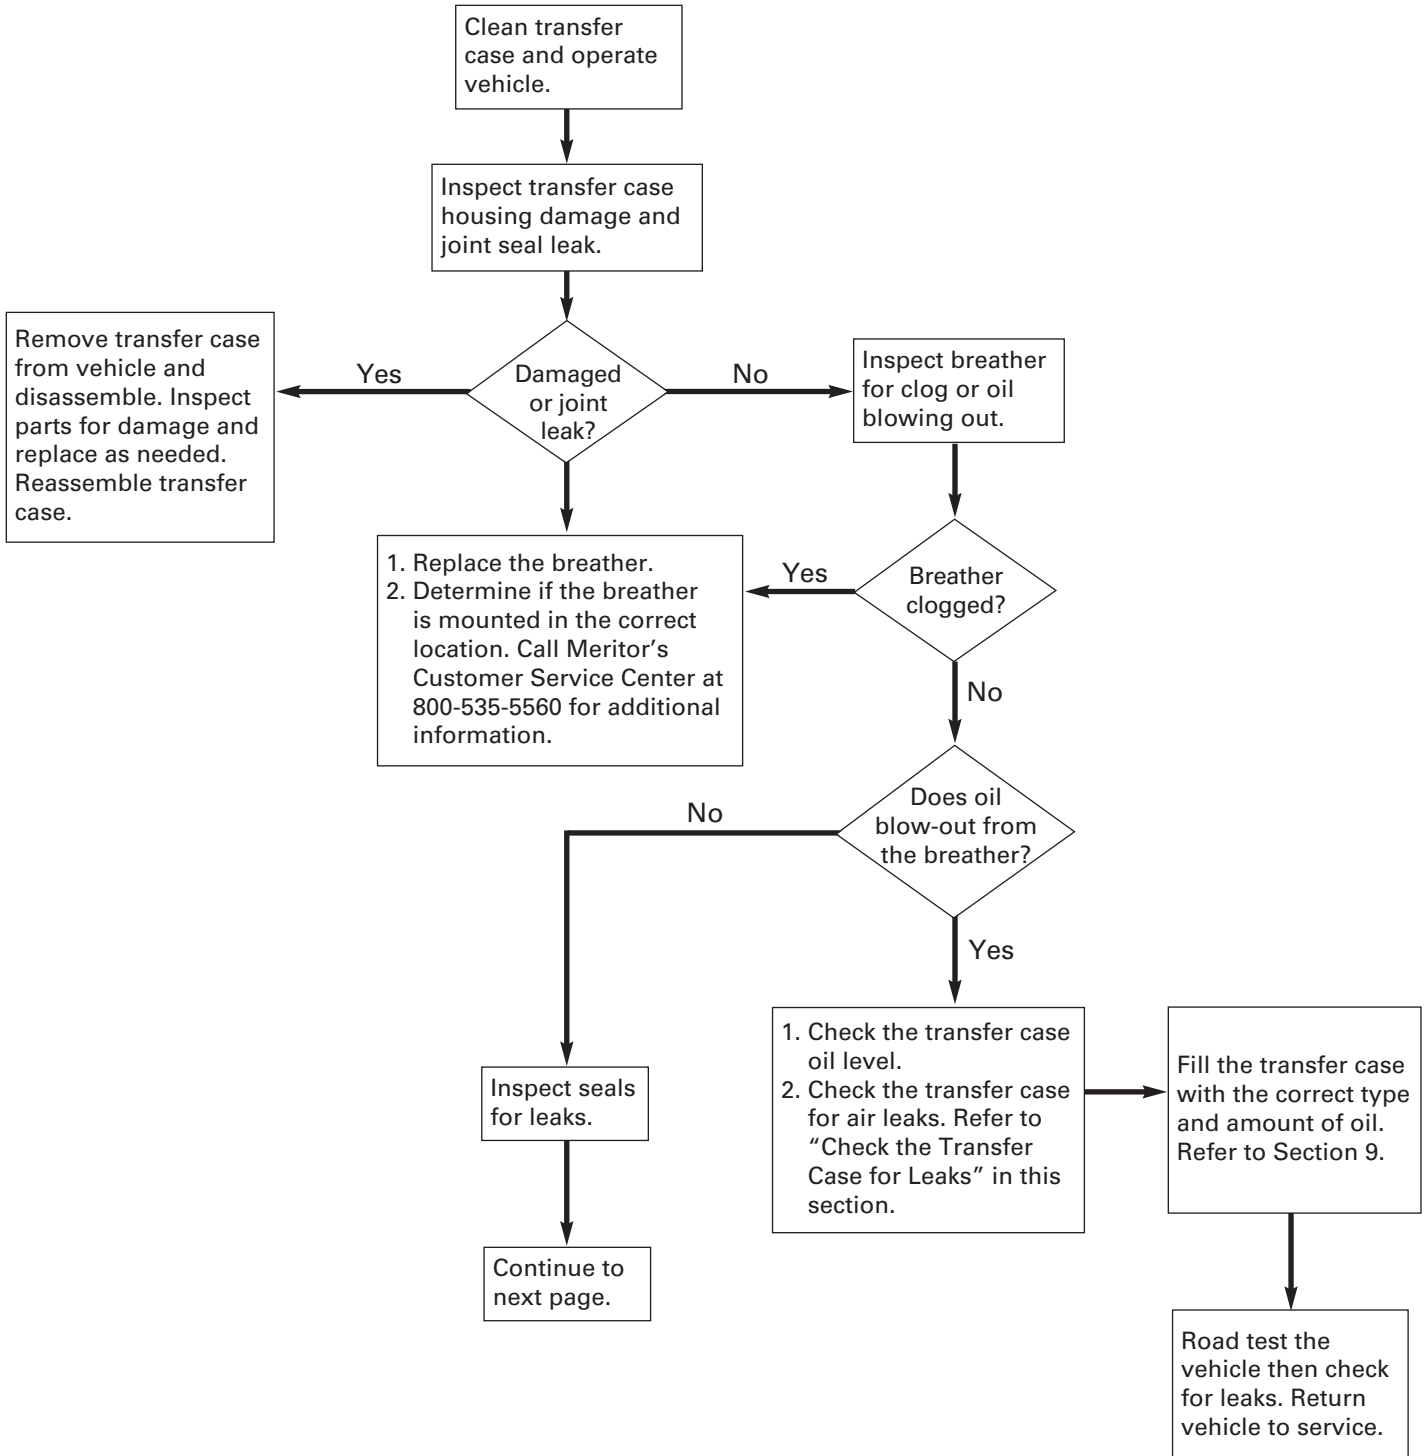 Clean transfer
case and operate
vehicle.
Inspect transfer case
housing damage and
joint seal leak.
Remove transfer case
from vehicle and
disassemble. Inspect
parts for damage and
replace as needed.
Reassemble transfer
case.
Yes
Damaged
or joint
leak?
No
Inspect breather
for clog or oil
blowing out.
1. Replace the breather.
2. Determine if the breather
is mounted in the correct
location. Call Meritor’s
Customer Service Center at
800-535-5560 for additional
information.
Yes
Breather
clogged?
No
Does oil
blow-out from
the breather?
No
Yes
Inspect seals
for leaks.
Continue to
next page.
1. Check the transfer case
oil level.
2. Check the transfer case
for air leaks. Refer to
“Check the Transfer
Case for Leaks” in this
section.
Fill the transfer case
with the correct type
and amount of oil.
Refer to Section 9.
Road test the
vehicle then check
for leaks. Return
vehicle to service.